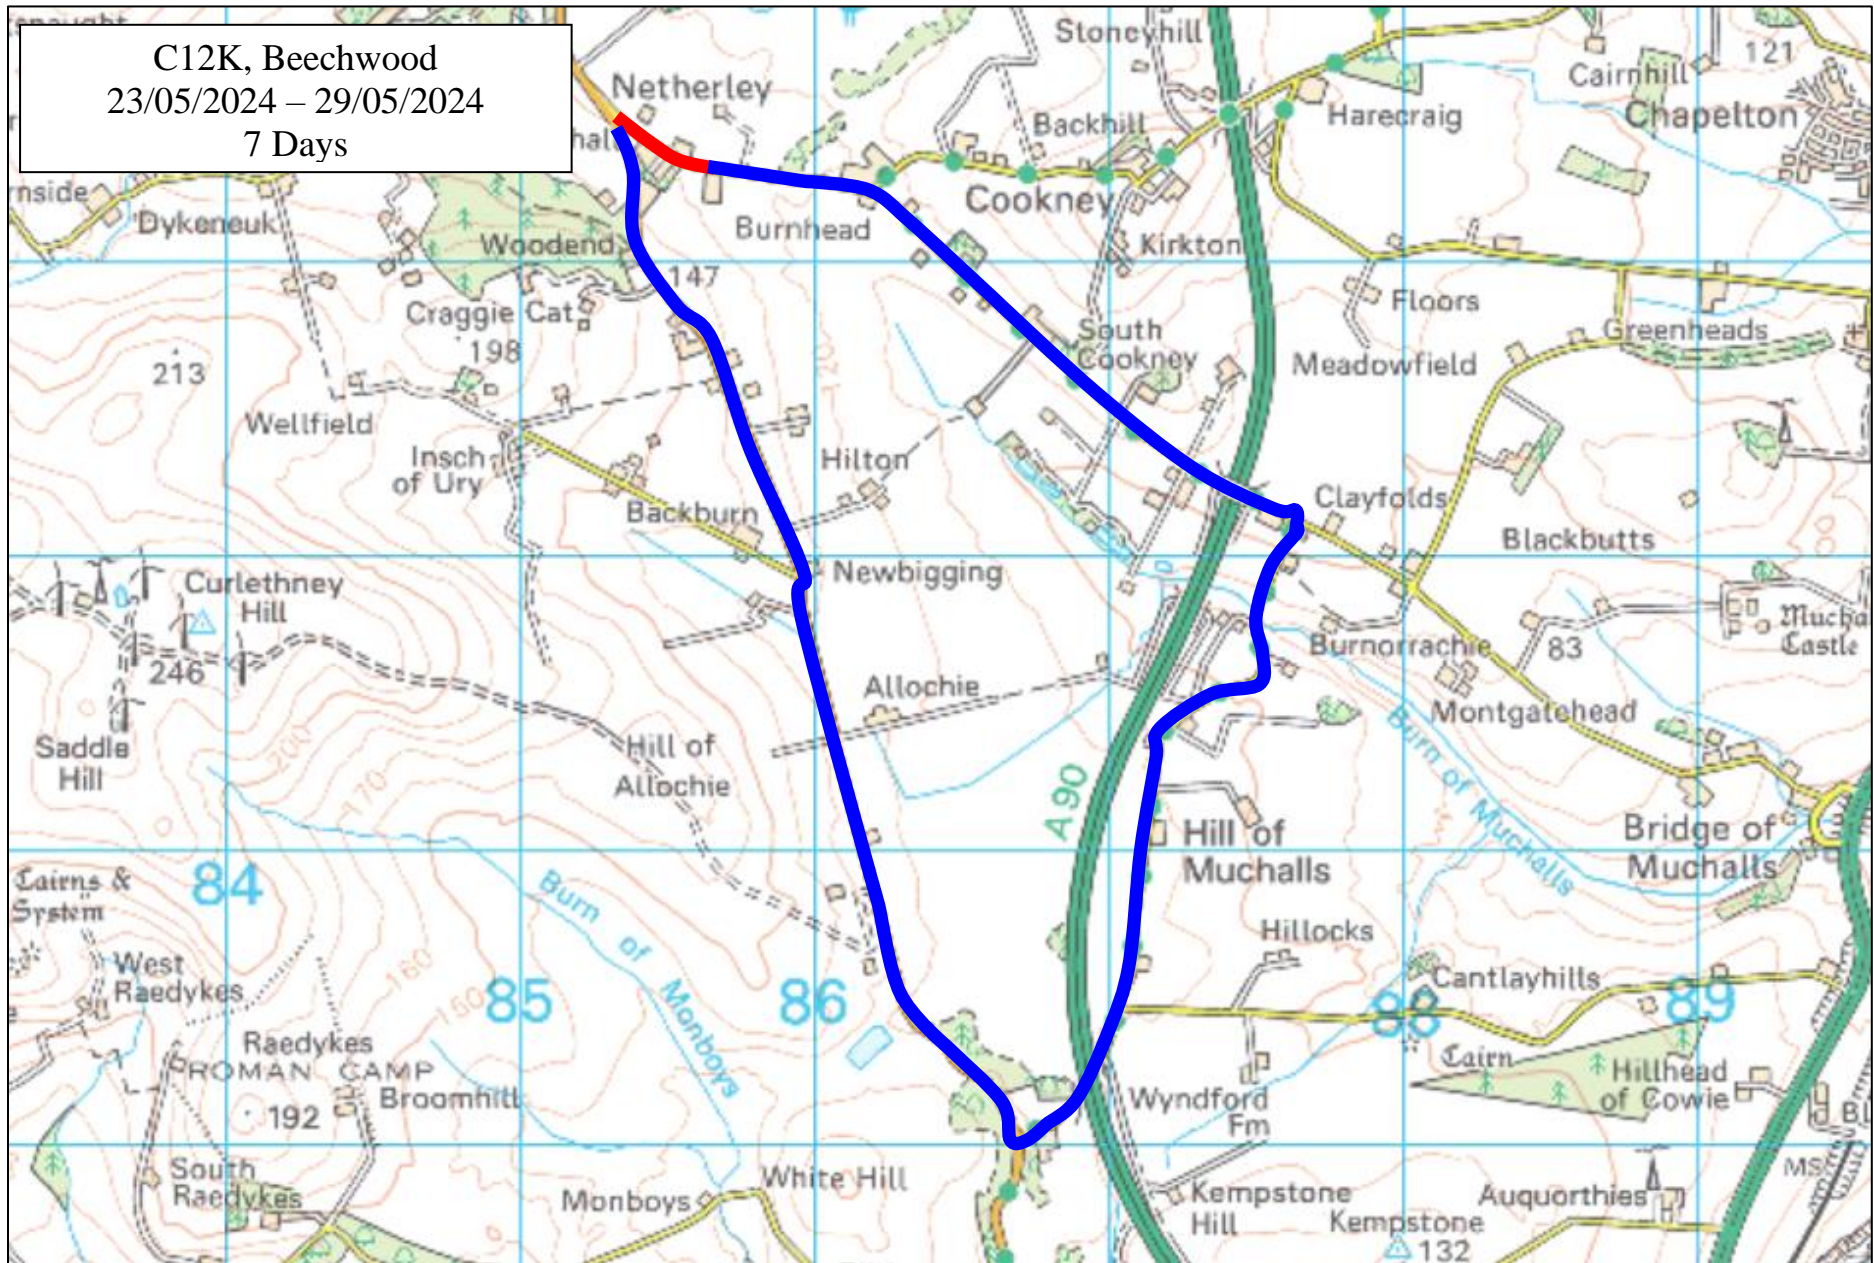 C12K, Beechwood
23/05/2024 – 29/05/2024
7 Days
Stoneyhill
121
Cairnhill
Netherley
Chapelton
Harecraig
Backhill
Cookney
Dykeneuk
Burnhead
Woodend
Kirkton
147
Floors
Craggie Cat
198
South
Cookney
Greenheads
213
Meadowfield
Wellfield
Insch
of Ury
Hilton
Clayfolds
Backburn
Blackbutts
Newbigging
Curlethney
Hill
246
Burnorrachie
83
Castle
Allochie
Montgatehead
Saddle
Hill
Hill of
Allochie
A90
Burn of Muchalls
Hill of
Muchalls
Bridge of
Muchalls
84
Cairns &
System
Burn of Monboys
Hillocks
West
Raedykes
85
86
88
89
Cantlayhills
160
150
170
200
Raedykes
ROMAN CAMP
192
Broomhill
Cairn
Hillhead
of Cowie
Wyndford
Fm
South
Raedykes
Monboys
White Hill
Kempstone
Hill
Kempstone
132
Auquorthies
MS